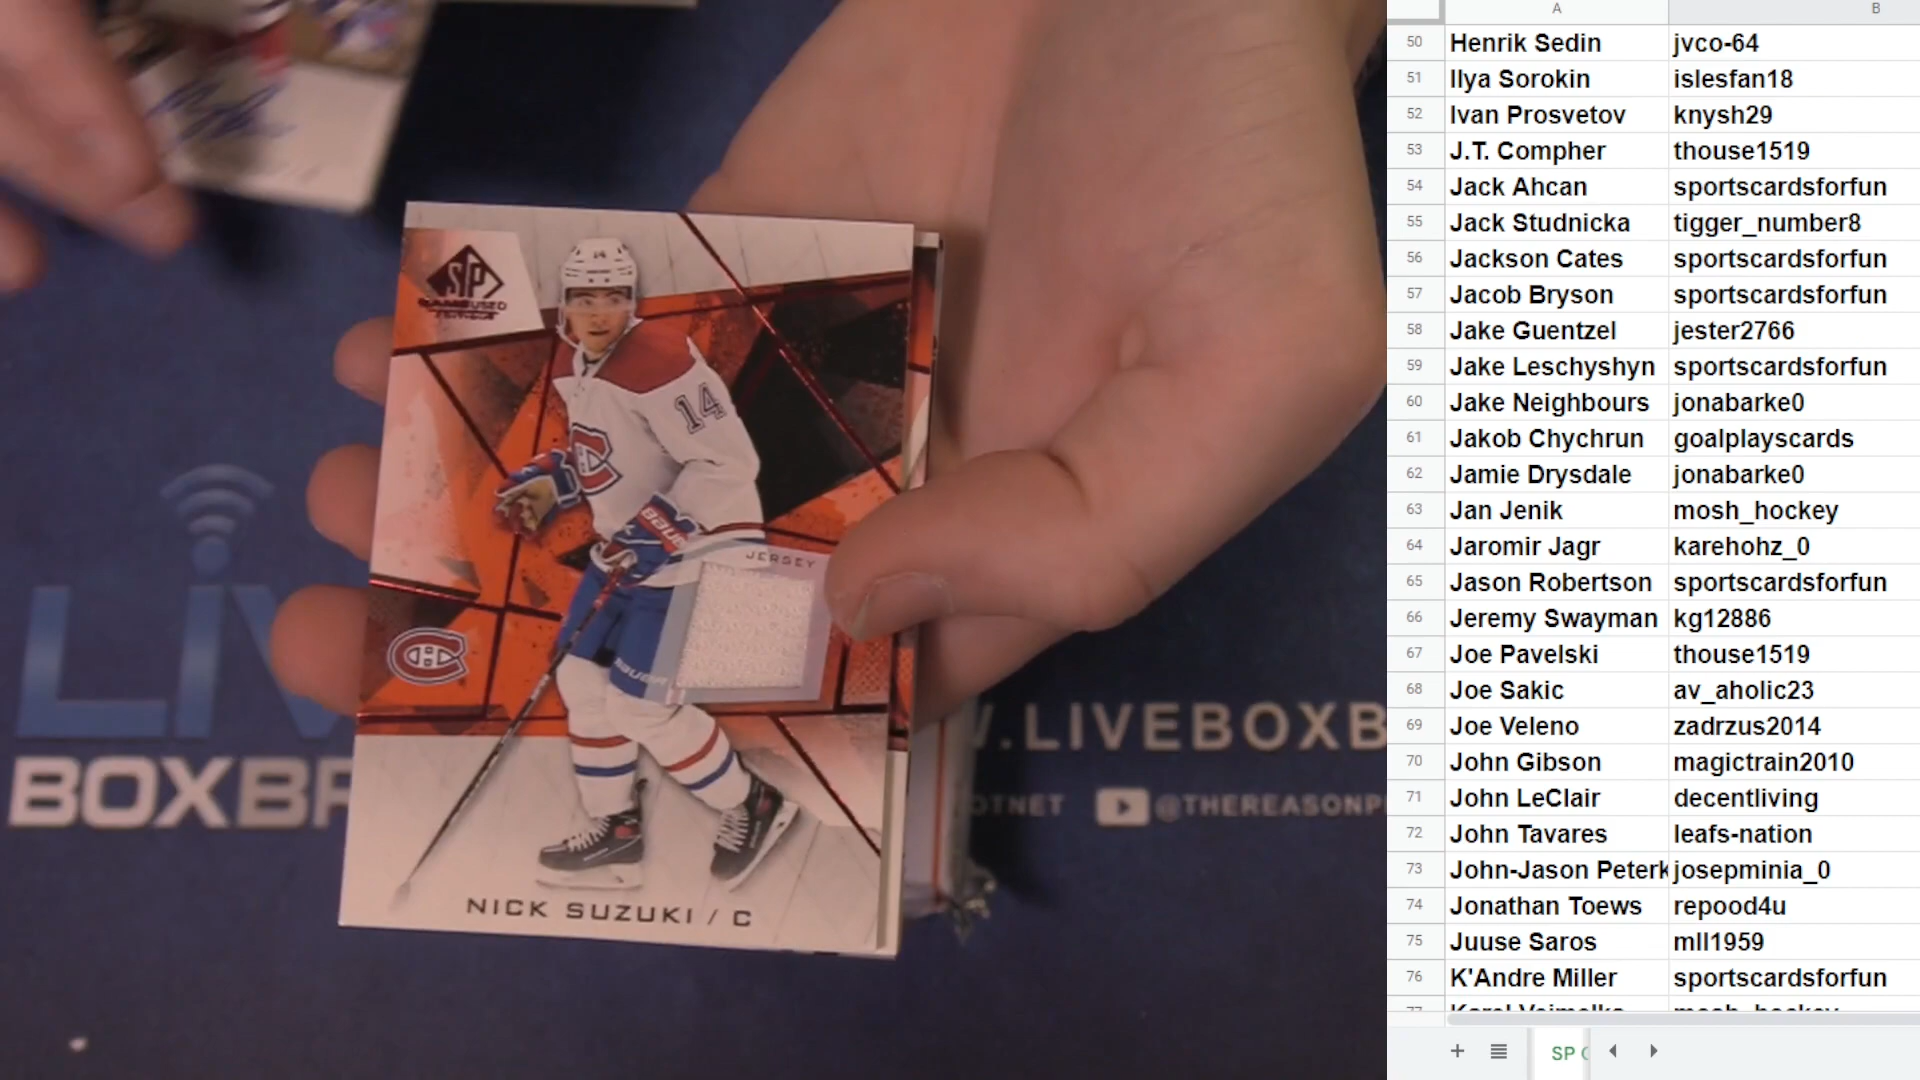 SP
14
14
C
BAUER
JERSEY
BAUER
NICK SUZUKI / C
BOXB
.LIVEBOXB
OTNET
@THEREASONP
A B
50 Henrik Sedin jvco-64
51 Ilya Sorokin islesfan18
52 Ivan Prosvetov knysh29
53 J.T. Compher thouse1519
54 Jack Ahcan sportscardsforfun
55 Jack Studnicka tigger_number8
56 Jackson Cates sportscardsforfun
57 Jacob Bryson sportscardsforfun
58 Jake Guentzel jester2766
59 Jake Leschyshyn sportscardsforfun
60 Jake Neighbours jonabarke0
61 Jakob Chychrun goalplayscards
62 Jamie Drysdale jonabarke0
63 Jan Jenik mosh_hockey
64 Jaromir Jagr karehohz_0
65 Jason Robertson sportscardsforfun
66 Jeremy Swayman kg12886
67 Joe Pavelski thouse1519
68 Joe Sakic av_aholic23
69 Joe Veleno zadrzus2014
70 John Gibson magictrain2010
71 John LeClair decentliving
72 John Tavares leafs-nation
73 John-Jason Peterk josepminia_0
74 Jonathan Toews repood4u
75 Juuse Saros mll1959
76 K'Andre Miller sportscardsforfun
SP